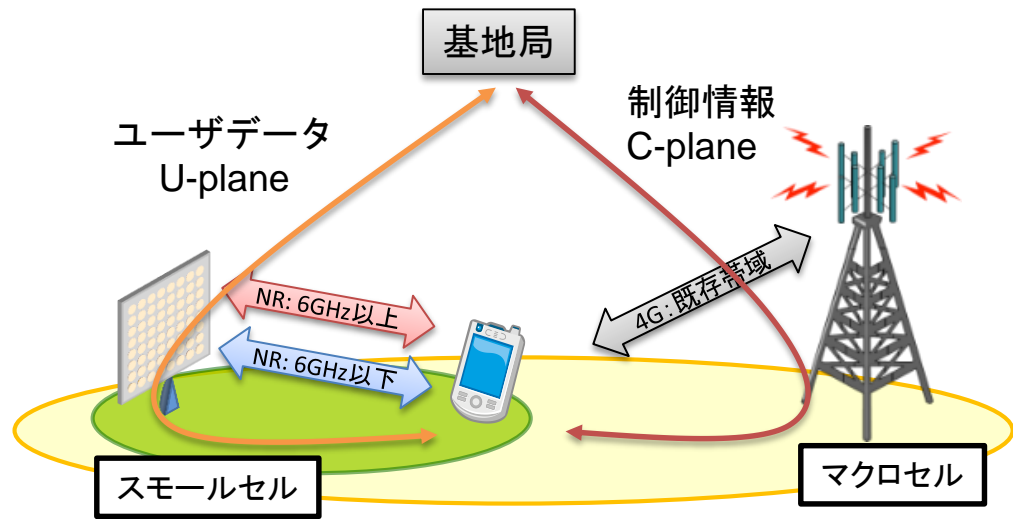 基地局
ユーザデータ
U-plane
制御情報
C-plane
NR: 6GHz以上
NR: 6GHz以下
4G：既存帯域
スモールセル
マクロセル